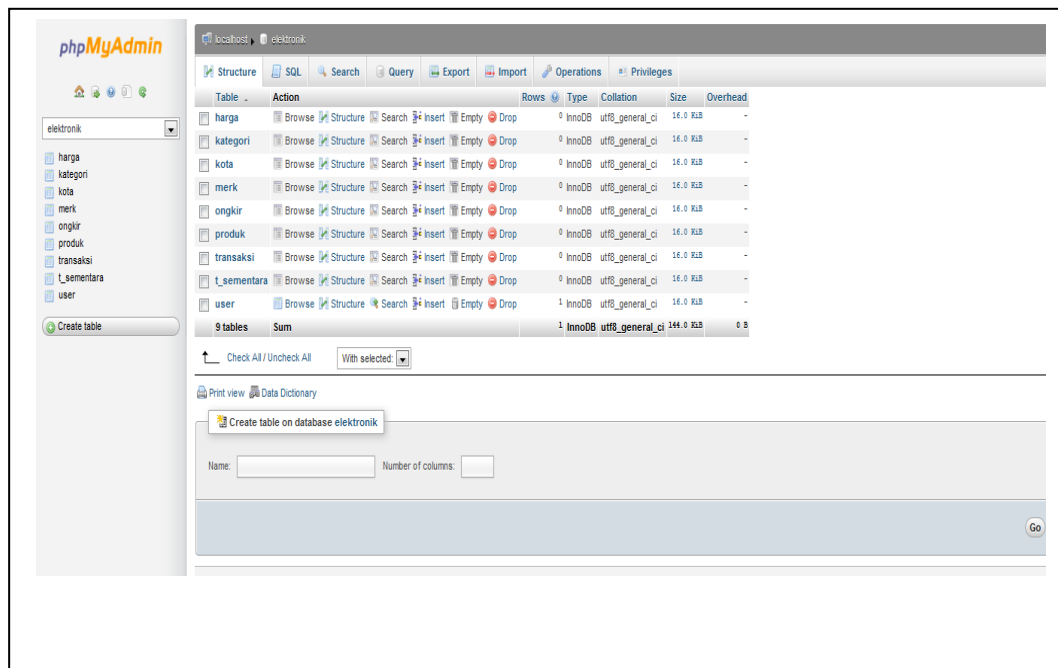 phpMyAdmin
elektronik
harga
kategori
kota
merk
ongkir
produk
transaksi
t_sementara
user
Create table
localhost elektronik
Structure SQL Search Query Export Import Operations Privileges
Table Action Rows Type Collation Size Overhead
harga Browse Structure Search Insert Empty Drop 0 InnoDB utf8_general_ci 16.0 KiB -
kategori Browse Structure Search Insert Empty Drop 0 InnoDB utf8_general_ci 16.0 KiB -
kota Browse Structure Search Insert Empty Drop 0 InnoDB utf8_general_ci 16.0 KiB -
merk Browse Structure Search Insert Empty Drop 0 InnoDB utf8_general_ci 16.0 KiB -
ongkir Browse Structure Search Insert Empty Drop 0 InnoDB utf8_general_ci 16.0 KiB -
produk Browse Structure Search Insert Empty Drop 0 InnoDB utf8_general_ci 16.0 KiB -
transaksi Browse Structure Search Insert Empty Drop 0 InnoDB utf8_general_ci 16.0 KiB -
t_sementara Browse Structure Search Insert Empty Drop 0 InnoDB utf8_general_ci 16.0 KiB -
user Browse Structure Search Insert Empty Drop 1 InnoDB utf8_general_ci 16.0 KiB -
9 tables Sum 1 InnoDB utf8_general_ci 144.0 KiB 0 B
Check All / Uncheck All With selected:
Print view Data Dictionary
Create table on database elektronik
Name: Number of columns:
Go